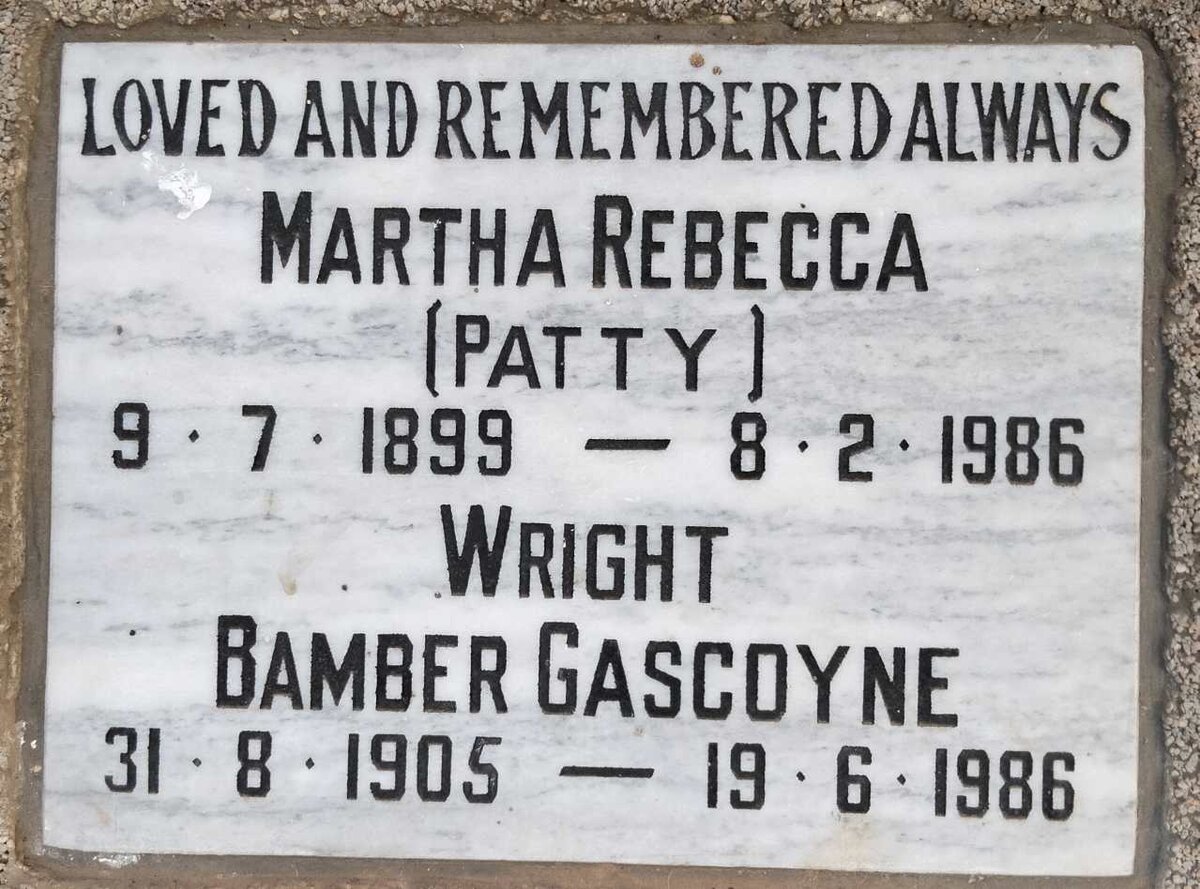 LOVED AND REMEMBERED ALWAYS
MARTHA REBECCA
(PATTY)
9 · 7 · 1899 — 8 · 2 · 1986
WRIGHT
BAMBER GASCOYNE
31 · 8 · 1905 — 19 · 6 · 1986